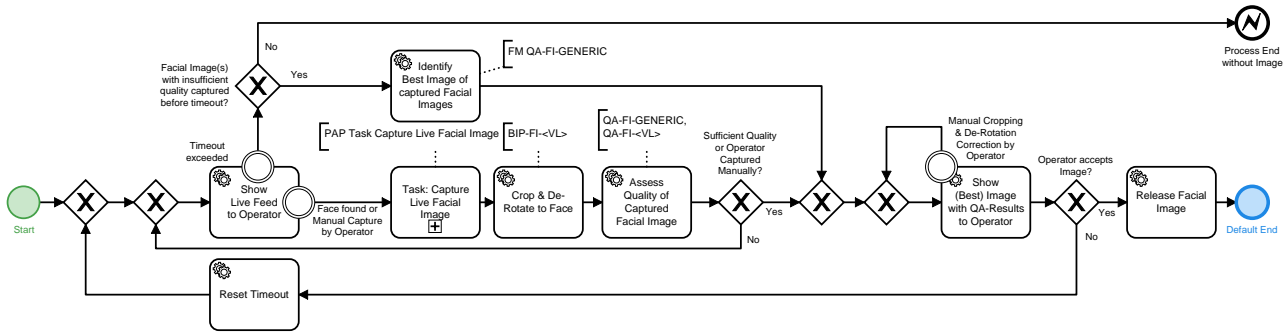 Process End
without Image
No
Facial Image(s)
with insufficient
quality captured
before timeout?
Yes
Identify
Best Image of
captured Facial
Images
FM QA-FI-GENERIC
PAP Task Capture Live Facial Image
BIP-FI-<VL>
QA-FI-GENERIC,
QA-FI-<VL>
Sufficient Quality
or Operator
Captured
Manually?
Manual Cropping
& De-Rotation
Correction by
Operator
Operator accepts
Image?
Timeout
exceeded
Start
Show
Live Feed
to Operator
Face found or
Manual Capture
by Operator
Task: Capture
Live Facial
Image
Crop & De-
Rotate to Face
Assess
Quality of
Captured
Facial Image
Yes
No
Show
(Best) Image
with QA-Results
to Operator
Yes
No
Release Facial
Image
Default End
Reset Timeout